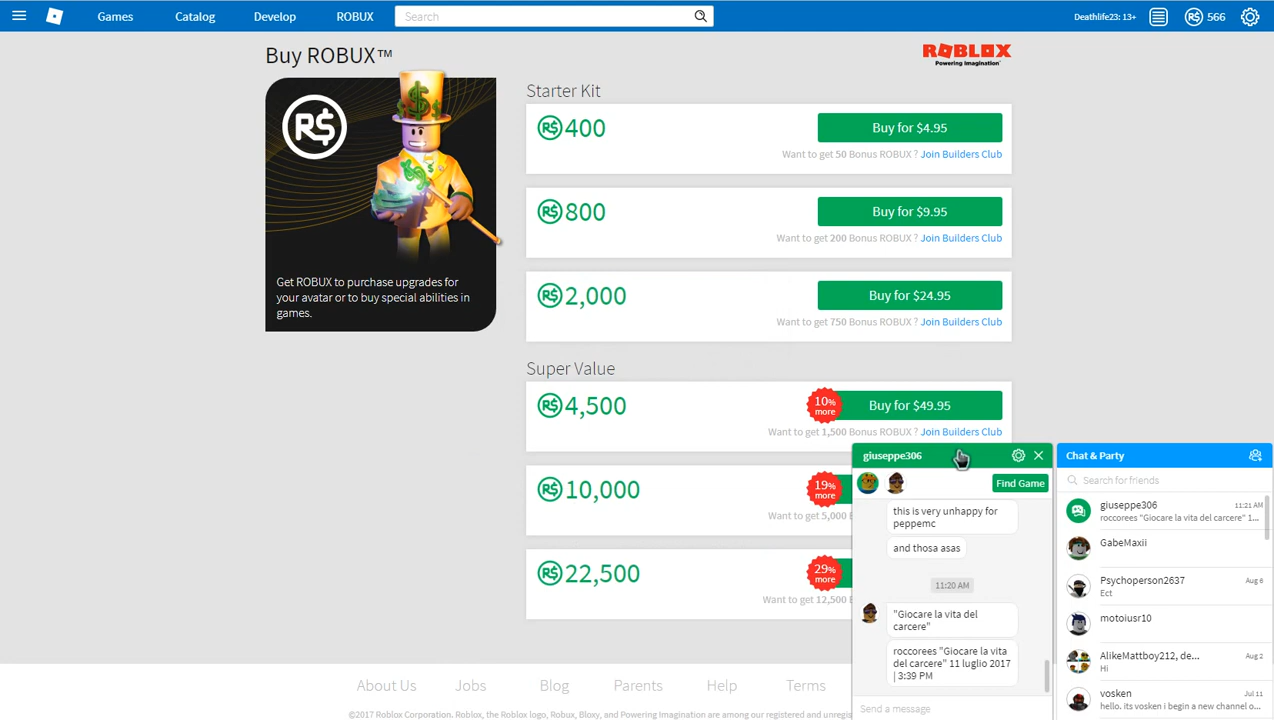 Games
Catalog
Develop
ROBUX
Search
Deathlife23: 13+
R$ 566
Buy ROBUX™
ROBLOX
Powering Imagination™
R$
Get ROBUX to purchase upgrades for
your avatar or to buy special abilities in
games.
Starter Kit
R$ 400
Buy for $4.95
Want to get 50 Bonus ROBUX ? Join Builders Club
R$ 800
Buy for $9.95
Want to get 200 Bonus ROBUX ? Join Builders Club
R$ 2,000
Buy for $24.95
Want to get 750 Bonus ROBUX ? Join Builders Club
Super Value
R$ 4,500
10%
more
Buy for $49.95
Want to get 1,500 Bonus ROBUX ? Join Builders Club
R$ 10,000
19%
more
Want to get 5,000
R$ 22,500
29%
more
Want to get 12,500
giuseppe306
Find Game
this is very unhappy for
peppemc
and thosa asas
11:20 AM
"Giocare la vita del
carcere"
roccorees "Giocare la vita
del carcere" 11 luglio 2017
| 3:39 PM
Send a message
Chat & Party
Search for friends
giuseppe306
11:21 AM
roccorees "Giocare la vita del carcere" 1...
GabeMaxii
Psychoperson2637
Aug 6
Ect
motoiusr10
AlikeMattboy212, de...
Aug 2
Hi
vosken
Jul 11
hello. its vosken i begin a new channel o...
About Us
Jobs
Blog
Parents
Help
Terms
©2017 Roblox Corporation. Roblox, the Roblox logo, Robux, Bloxy, and Powering Imagination are among our registered and unregis